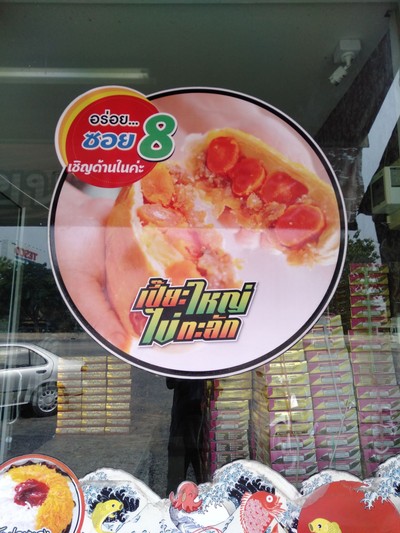 อร่อย...
ซอย 8
เชิญด้านในค่ะ
เปี๊ยะใหญ่
ไข่ทะลัก